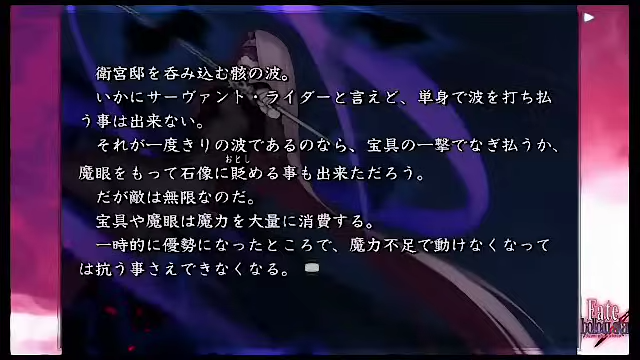 衛宮邸を呑み込む骸の波。
いかにサーヴァント・ライダーと言えど、単身で波を打ち払
う事は出来ない。
それが一度きりの波であるのなら、宝具の一撃でなぎ払うか、
おとし
魔眼をもって石像に貶める事も出来ただろう。
だが敵は無限なのだ。
宝具や魔眼は魔力を大量に消費する。
一時的に優勢になったところで、魔力不足で動けなくなって
は抗う事さえできなくなる。
Fate
hollow ataraxia